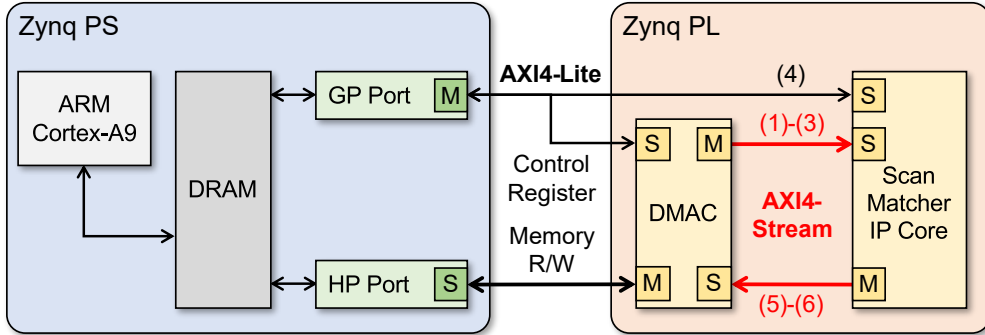 Zynq PS
ARM
Cortex-A9
DRAM
GP Port
M
HP Port
S
AXI4-Lite
Control
Register
Memory
R/W
Zynq PL
(4)
S
(1)-(3)
S
M
S
DMAC
AXI4-
Stream
Scan
Matcher
IP Core
M
S
(5)-(6)
M